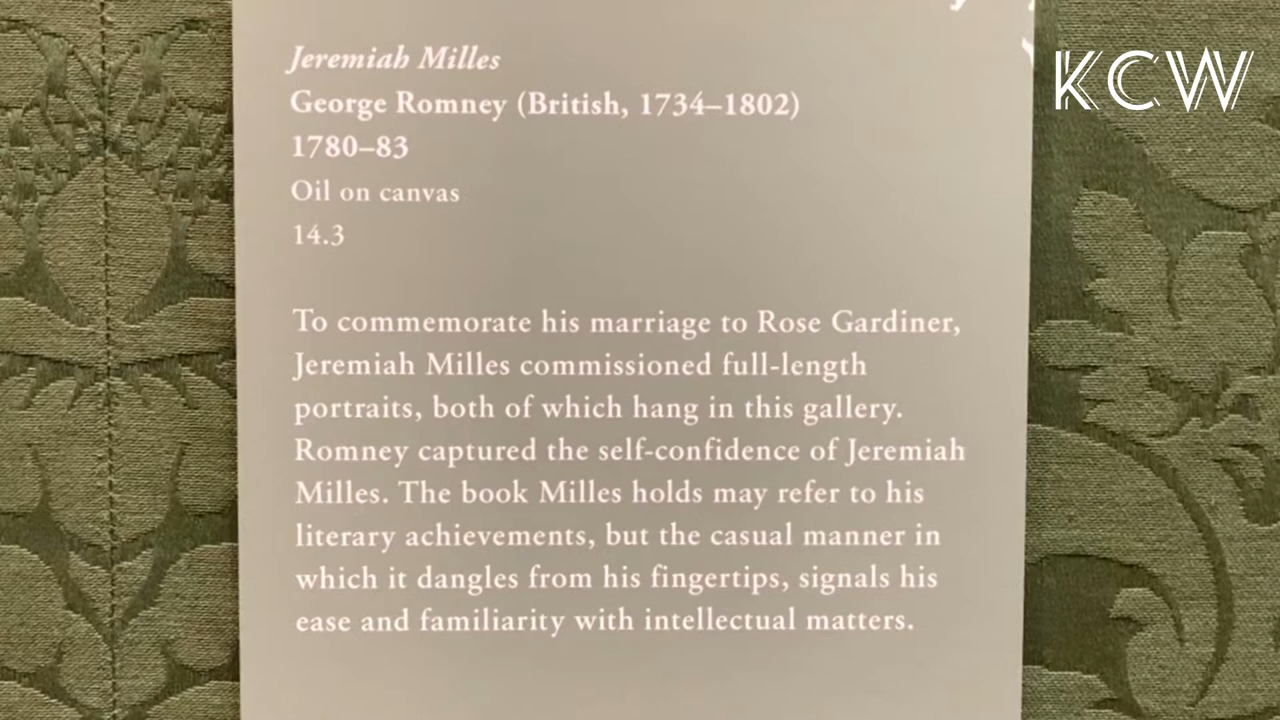 Jeremiah Milles
KCW
George Romney (British, 1734–1802)
1780–83
Oil on canvas
14.3
To commemorate his marriage to Rose Gardiner,
Jeremiah Milles commissioned full-length
portraits, both of which hang in this gallery.
Romney captured the self-confidence of Jeremiah
Milles. The book Milles holds may refer to his
literary achievements, but the casual manner in
which it dangles from his fingertips, signals his
ease and familiarity with intellectual matters.